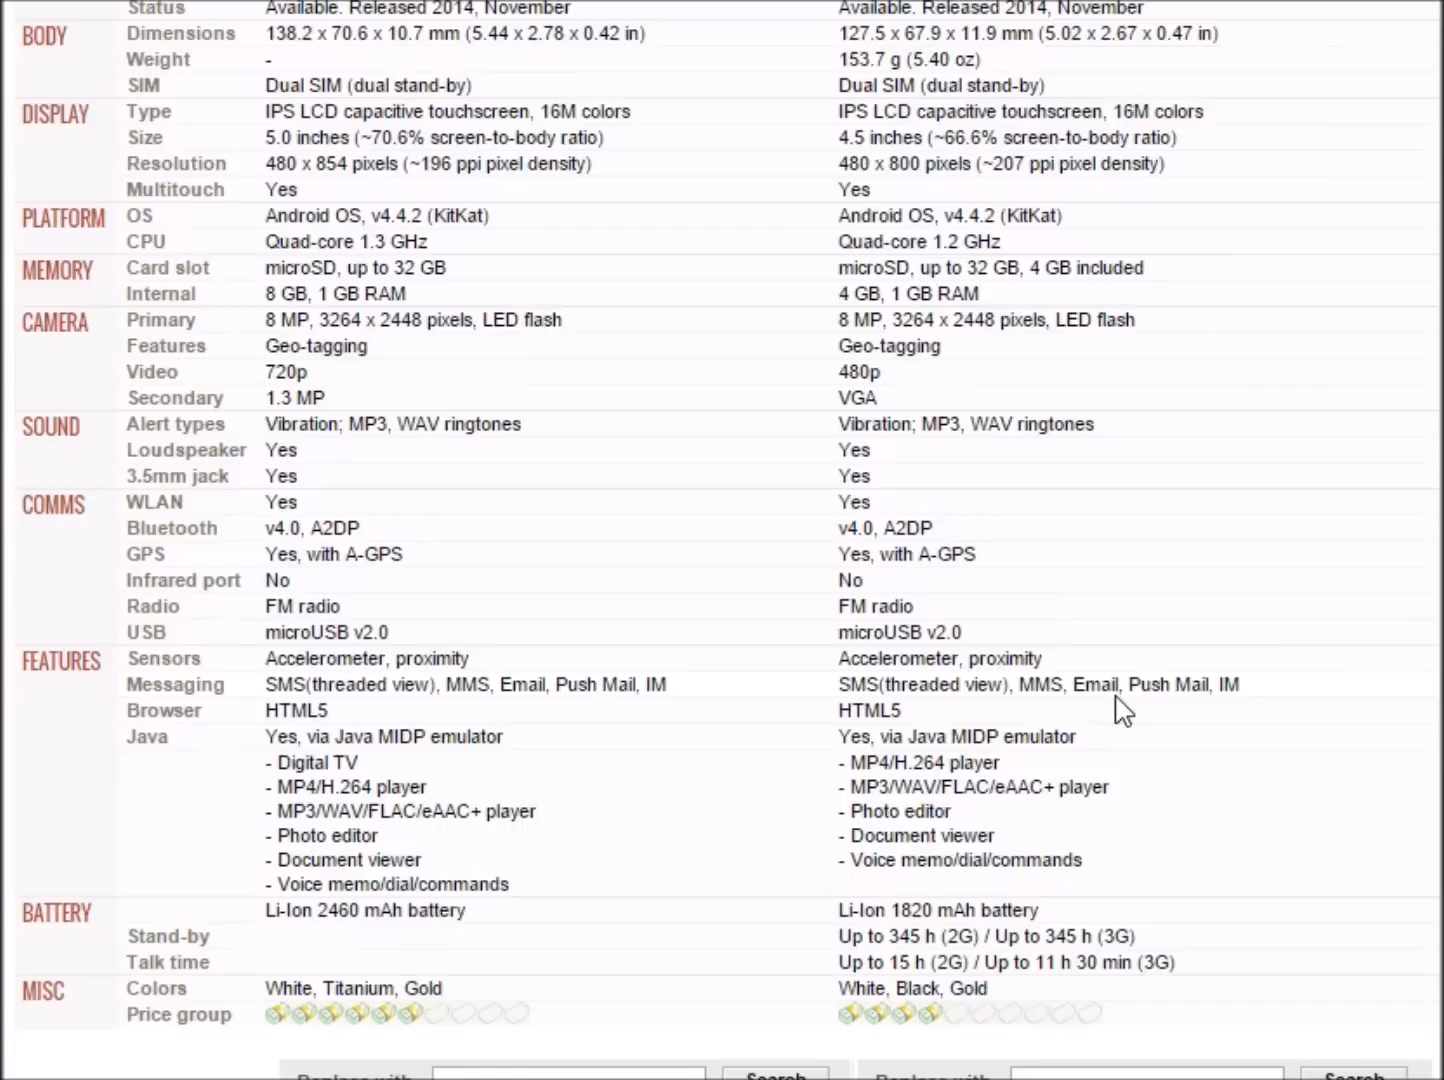 Status Available. Released 2014, November Available. Released 2014, November
BODY Dimensions 138.2 x 70.6 x 10.7 mm (5.44 x 2.78 x 0.42 in) 127.5 x 67.9 x 11.9 mm (5.02 x 2.67 x 0.47 in)
Weight - 153.7 g (5.40 oz)
SIM Dual SIM (dual stand-by) Dual SIM (dual stand-by)
DISPLAY Type IPS LCD capacitive touchscreen, 16M colors IPS LCD capacitive touchscreen, 16M colors
Size 5.0 inches (~70.6% screen-to-body ratio) 4.5 inches (~66.6% screen-to-body ratio)
Resolution 480 x 854 pixels (~196 ppi pixel density) 480 x 800 pixels (~207 ppi pixel density)
Multitouch Yes Yes
PLATFORM OS Android OS, v4.4.2 (KitKat) Android OS, v4.4.2 (KitKat)
CPU Quad-core 1.3 GHz Quad-core 1.2 GHz
MEMORY Card slot microSD, up to 32 GB microSD, up to 32 GB, 4 GB included
Internal 8 GB, 1 GB RAM 4 GB, 1 GB RAM
CAMERA Primary 8 MP, 3264 x 2448 pixels, LED flash 8 MP, 3264 x 2448 pixels, LED flash
Features Geo-tagging Geo-tagging
Video 720p 480p
Secondary 1.3 MP VGA
SOUND Alert types Vibration; MP3, WAV ringtones Vibration; MP3, WAV ringtones
Loudspeaker Yes Yes
3.5mm jack Yes Yes
COMMS WLAN Yes Yes
Bluetooth v4.0, A2DP v4.0, A2DP
GPS Yes, with A-GPS Yes, with A-GPS
Infrared port No No
Radio FM radio FM radio
USB microUSB v2.0 microUSB v2.0
FEATURES Sensors Accelerometer, proximity Accelerometer, proximity
Messaging SMS(threaded view), MMS, Email, Push Mail, IM SMS(threaded view), MMS, Email, Push Mail, IM
Browser HTML5 HTML5
Java Yes, via Java MIDP emulator Yes, via Java MIDP emulator
- Digital TV - MP4/H.264 player
- MP4/H.264 player - MP3/WAV/FLAC/eAAC+ player
- MP3/WAV/FLAC/eAAC+ player - Photo editor
- Photo editor - Document viewer
- Document viewer - Voice memo/dial/commands
- Voice memo/dial/commands
BATTERY Li-Ion 2460 mAh battery Li-Ion 1820 mAh battery
Stand-by Up to 345 h (2G) / Up to 345 h (3G)
Talk time Up to 15 h (2G) / Up to 11 h 30 min (3G)
MISC Colors White, Titanium, Gold White, Black, Gold
Price group
Replace with Search Replace with Search